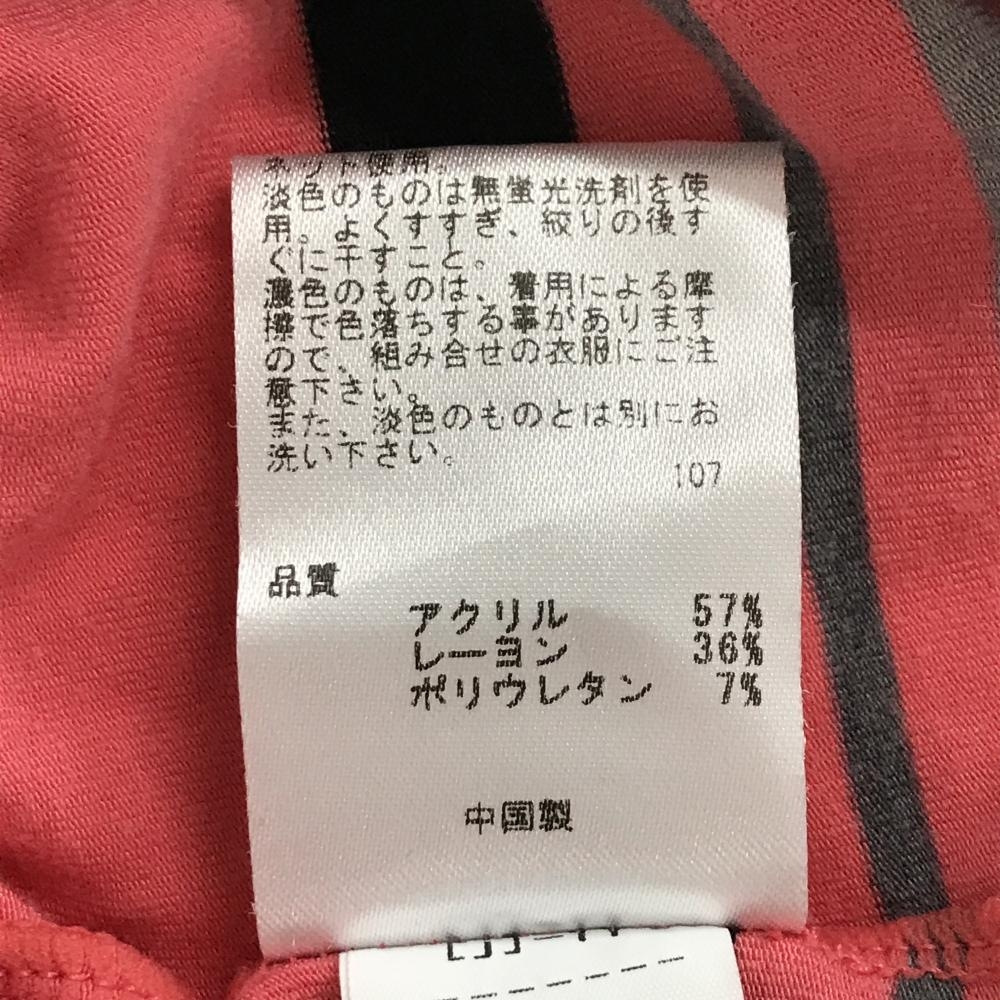 ネット使用。
淡色のものは無蛍光洗剤を使
用。よくすすぎ、絞りの後す
ぐに干すこと。
濃色のものは、着用による摩
擦で色落ちする事があります
ので、組み合せの衣服にご注
意下さい。
また、淡色のものとは別にお
洗い下さい。
107
品質
アクリル 57%
レーヨン 36%
ポリウレタン 7%
中国製